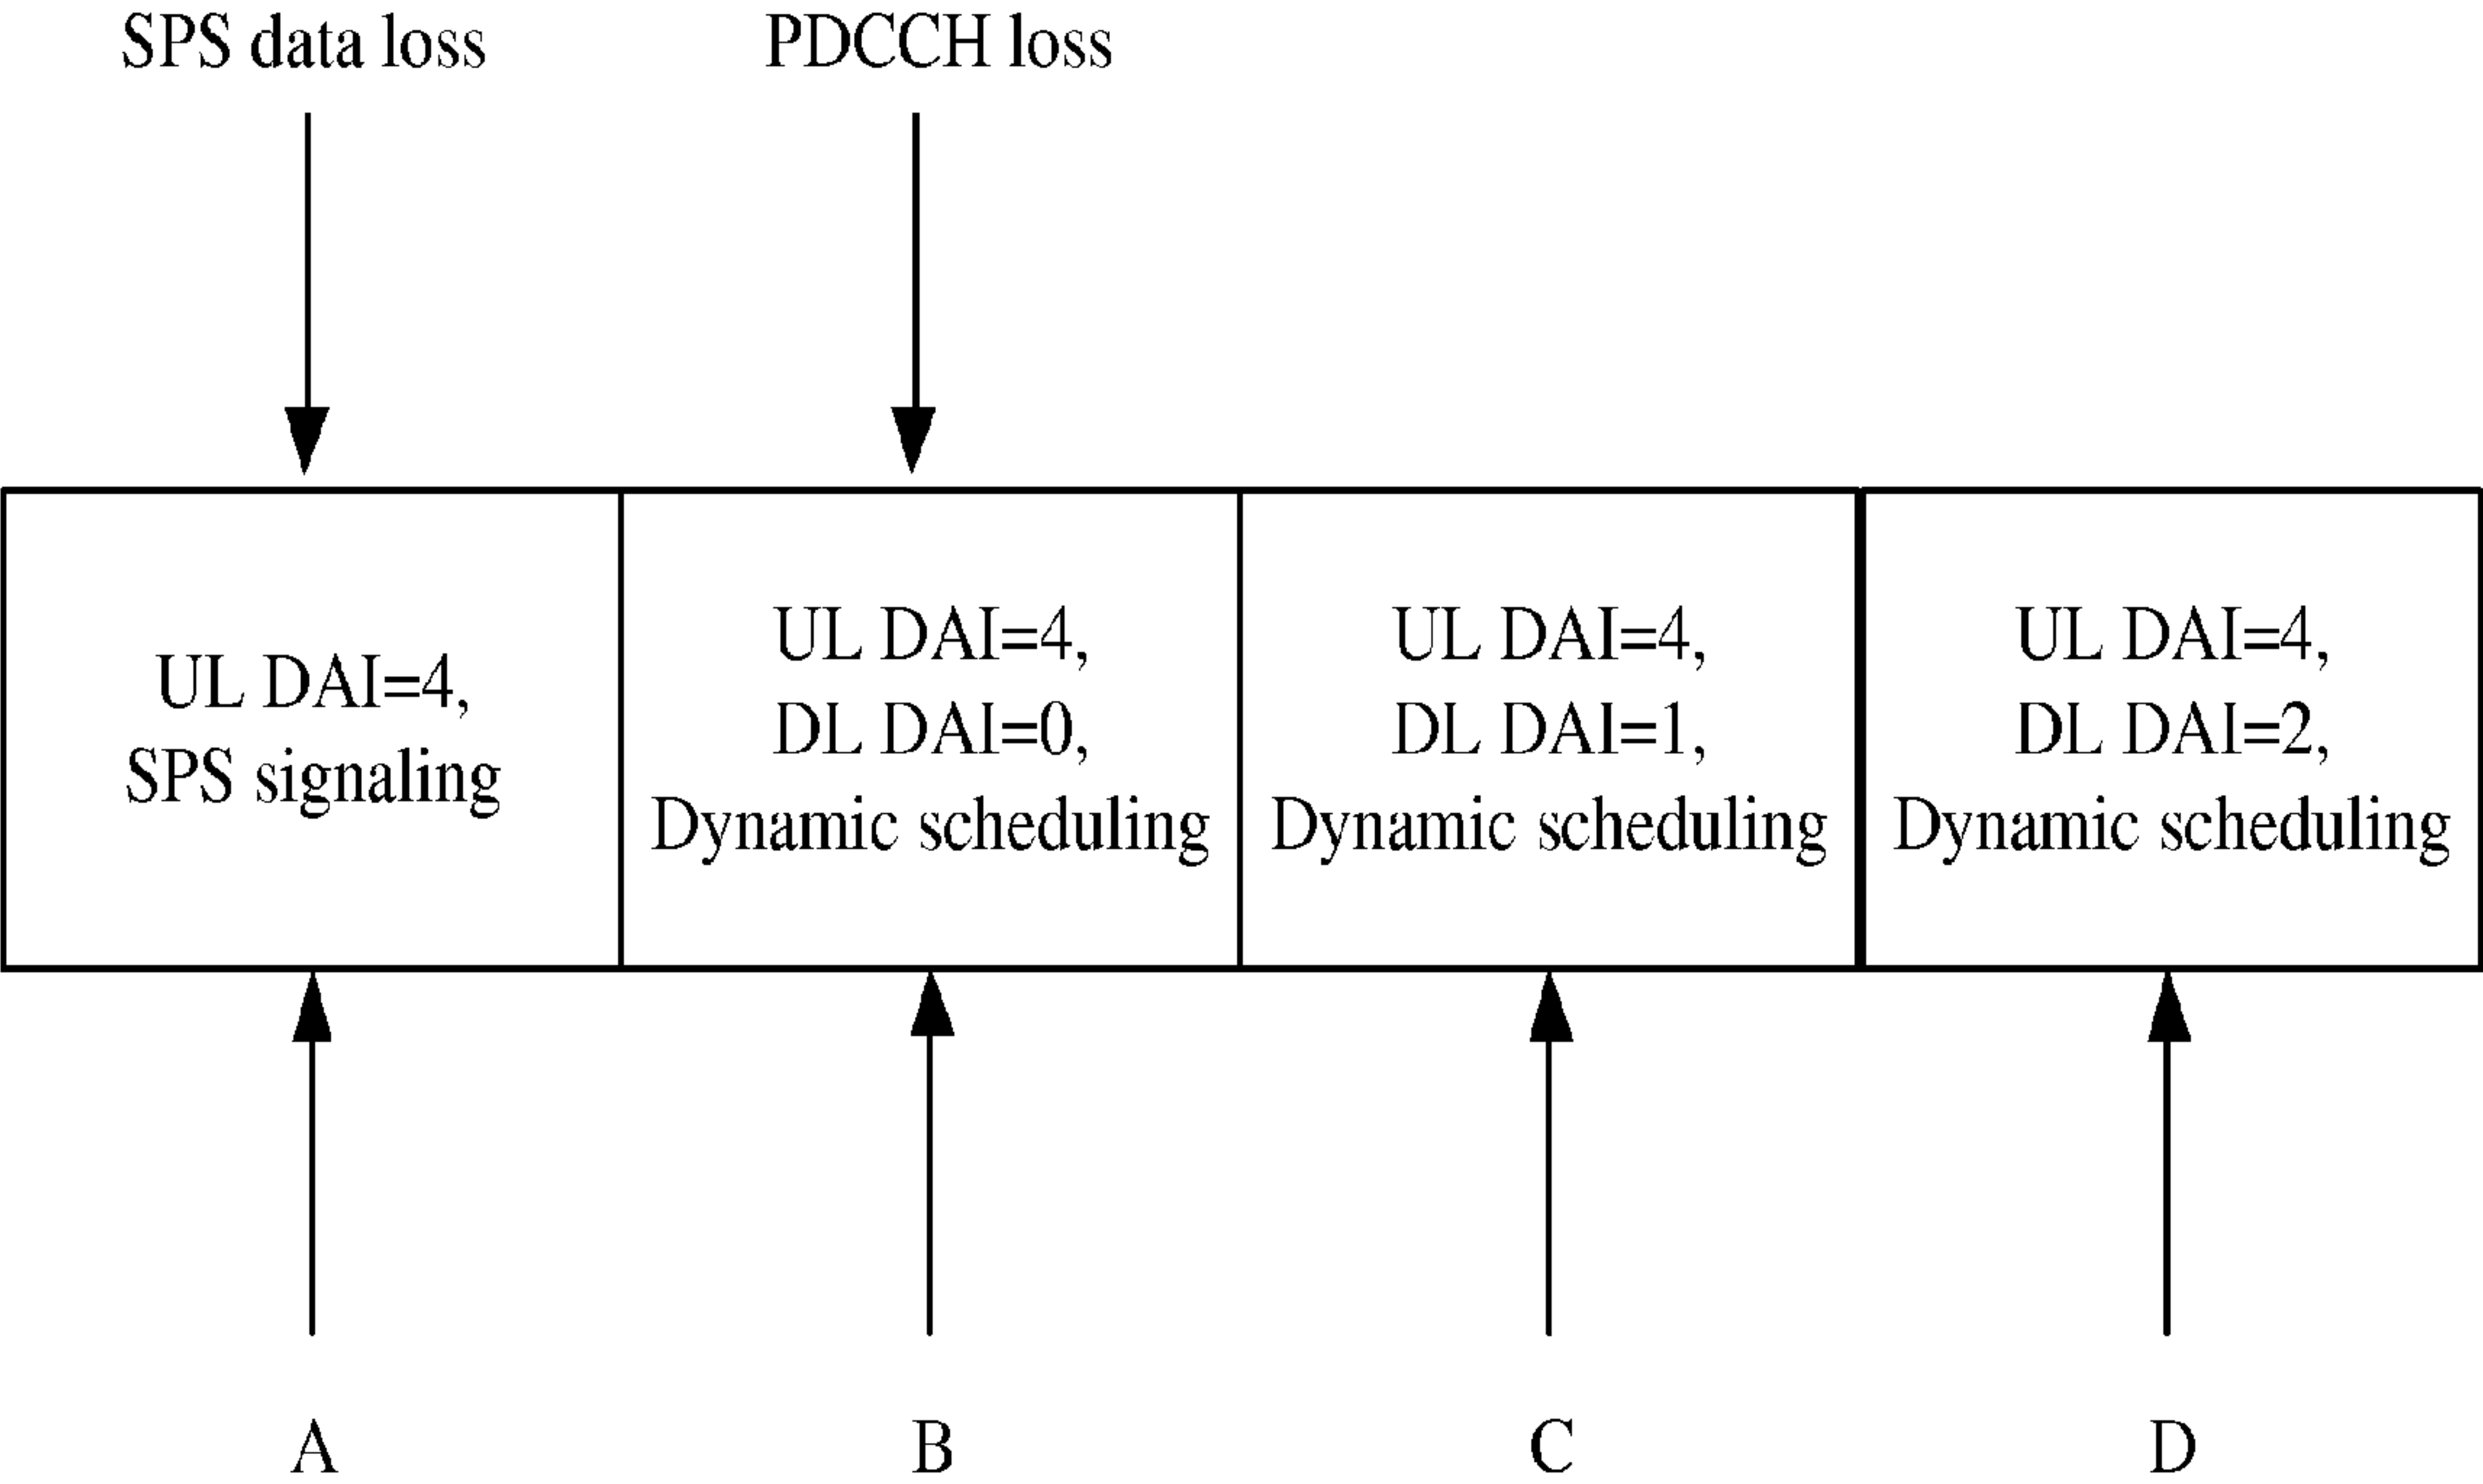 SPS data loss
PDCCH loss
UL DAI=4,
SPS signaling
UL DAI=4,
DL DAI=0,
Dynamic scheduling
UL DAI=4,
DL DAI=1,
Dynamic scheduling
UL DAI=4,
DL DAI=2,
Dynamic scheduling
A
B
C
D